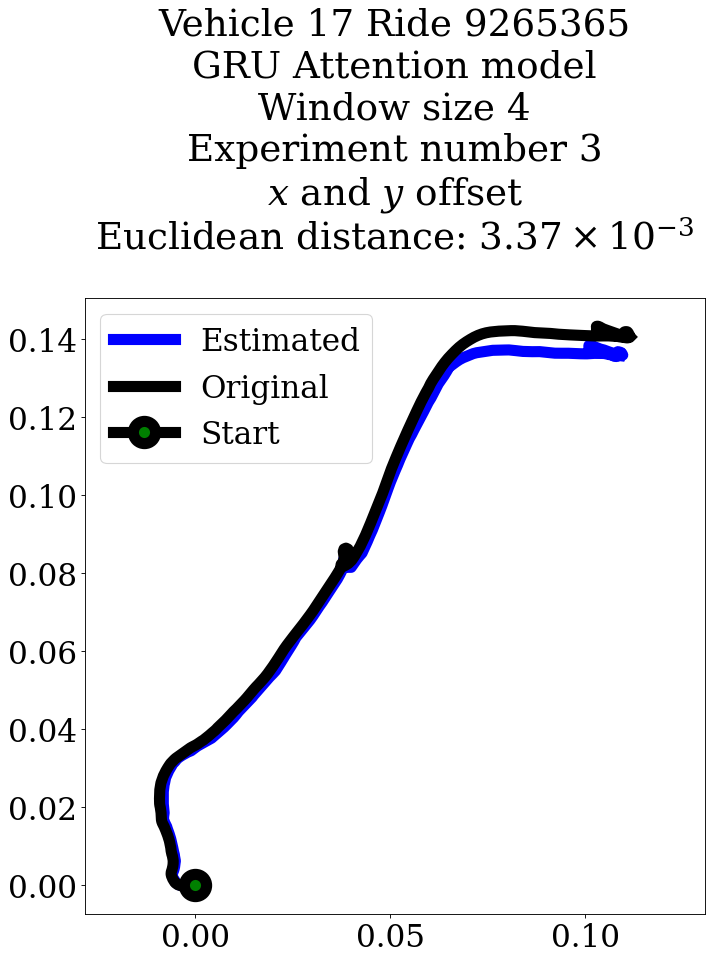 Vehicle 17 Ride 9265365
GRU Attention model
Window size 4
Experiment number 3
x and y offset
Euclidean distance: 3.37 × 10⁻³
Estimated
Original
Start
0.14
0.12
0.10
0.08
0.06
0.04
0.02
0.00
0.00 0.05 0.10